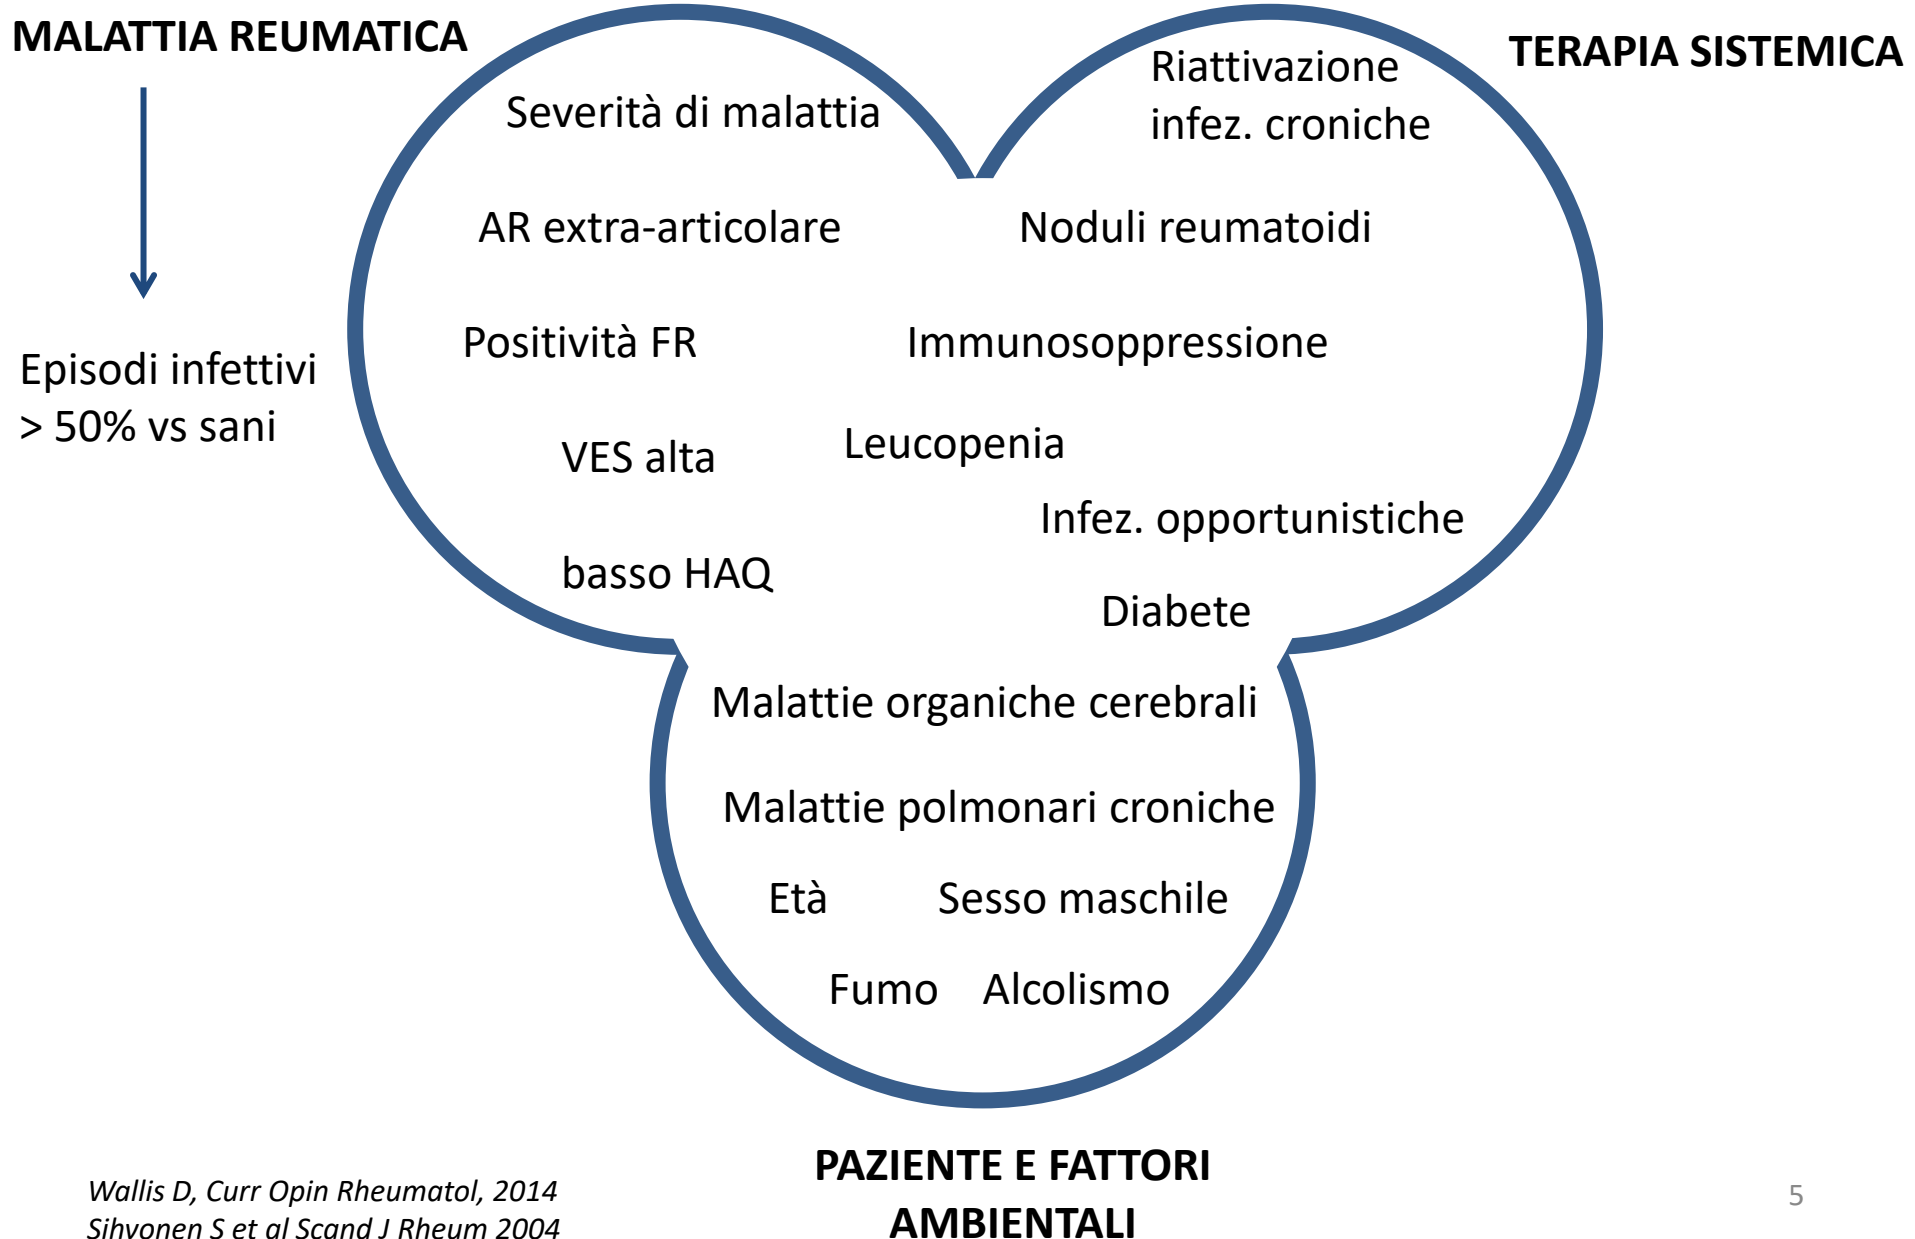 MALATTIA REUMATICA
TERAPIA SISTEMICA
Riattivazione
infez. croniche
Severità di malattia
AR extra-articolare
Noduli reumatoidi
Positività FR
Immunosoppressione
Episodi infettivi
> 50% vs sani
VES alta
Leucopenia
Infez. opportunistiche
basso HAQ
Diabete
Malattie organiche cerebrali
Malattie polmonari croniche
Età
Sesso maschile
Fumo
Alcolismo
PAZIENTE E FATTORI
AMBIENTALI
Wallis D, Curr Opin Rheumatol, 2014
Sihvonen S et al Scand J Rheum 2004
5